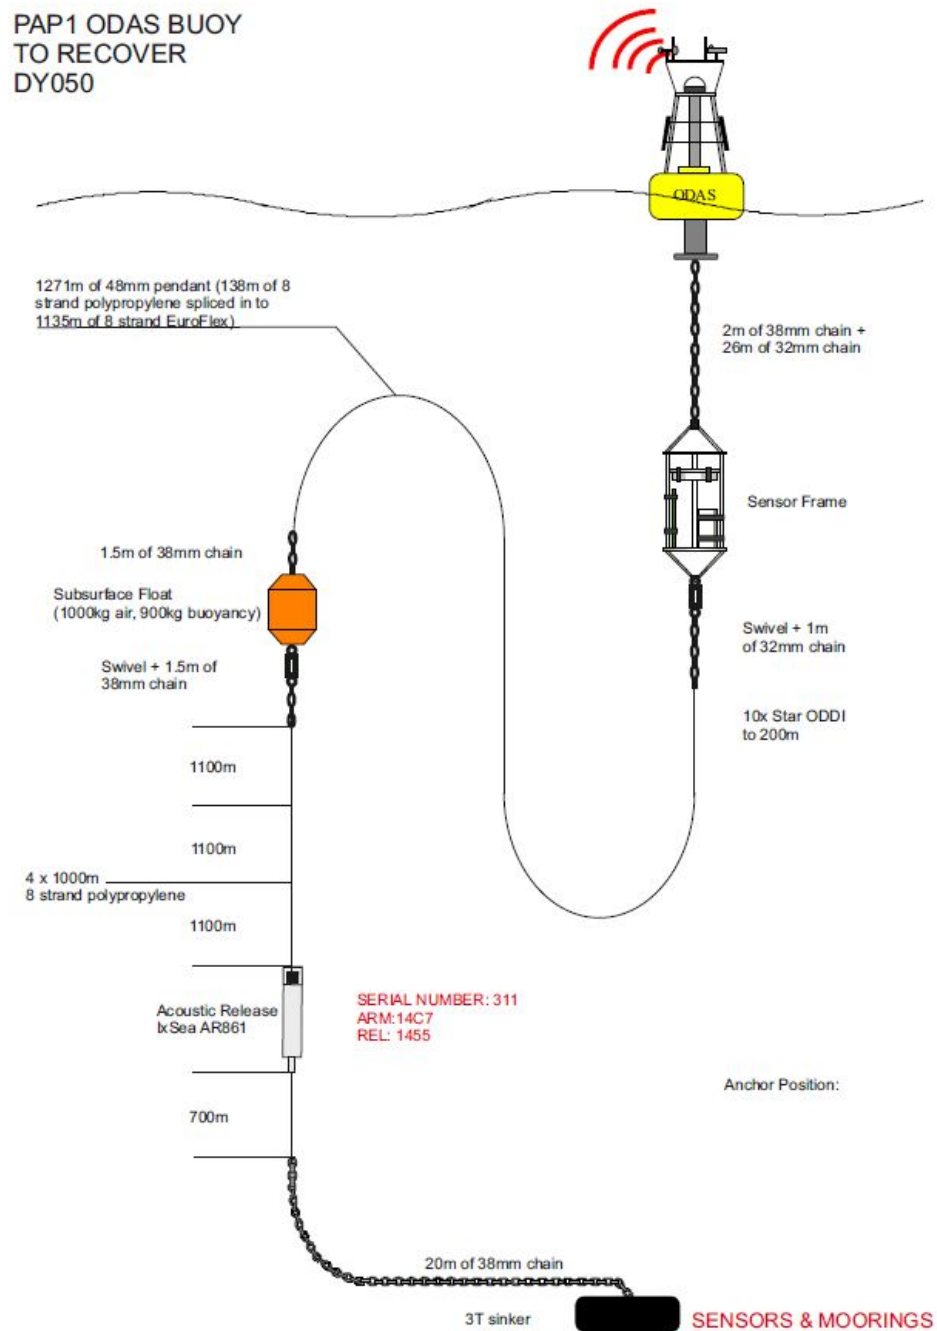 PAP1 ODAS BUOY
TO RECOVER
DY050
ODAS
1271m of 48mm pendant (138m of 8
strand polypropylene spliced in to
1135m of 8 strand EuroFlex)
2m of 38mm chain +
26m of 32mm chain
Sensor Frame
1.5m of 38mm chain
Subsurface Float
(1000kg air, 900kg buoyancy)
Swivel + 1m
of 32mm chain
Swivel + 1.5m of
38mm chain
10x Star ODDI
to 200m
1100m
1100m
4 x 1000m
8 strand polypropylene
1100m
Acoustic Release
IxSea AR861
SERIAL NUMBER: 311
ARM:14C7
REL: 1455
Anchor Position:
700m
20m of 38mm chain
3T sinker
SENSORS & MOORINGS